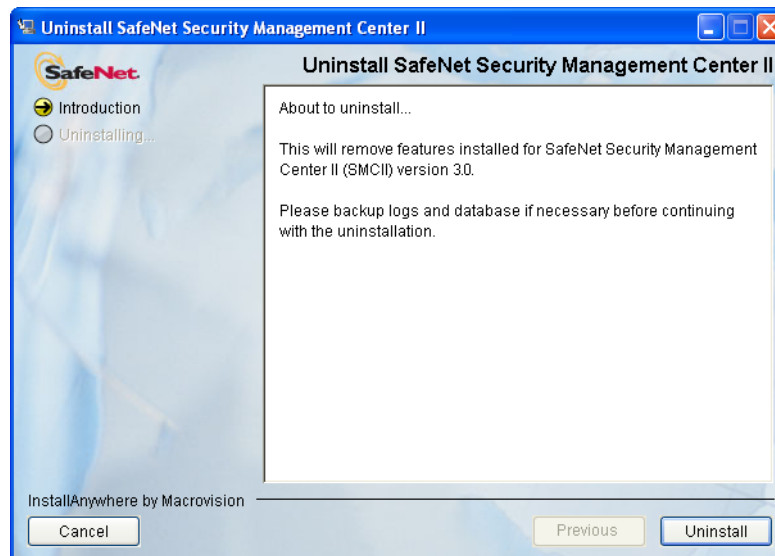 Uninstall SafeNet Security Management Center II
SafeNet.
Uninstall SafeNet Security Management Center II
Introduction
Uninstalling...
About to uninstall...
This will remove features installed for SafeNet Security Management
Center II (SMCII) version 3.0.
Please backup logs and database if necessary before continuing
with the uninstallation.
InstallAnywhere by Macrovision
Cancel
Previous
Uninstall